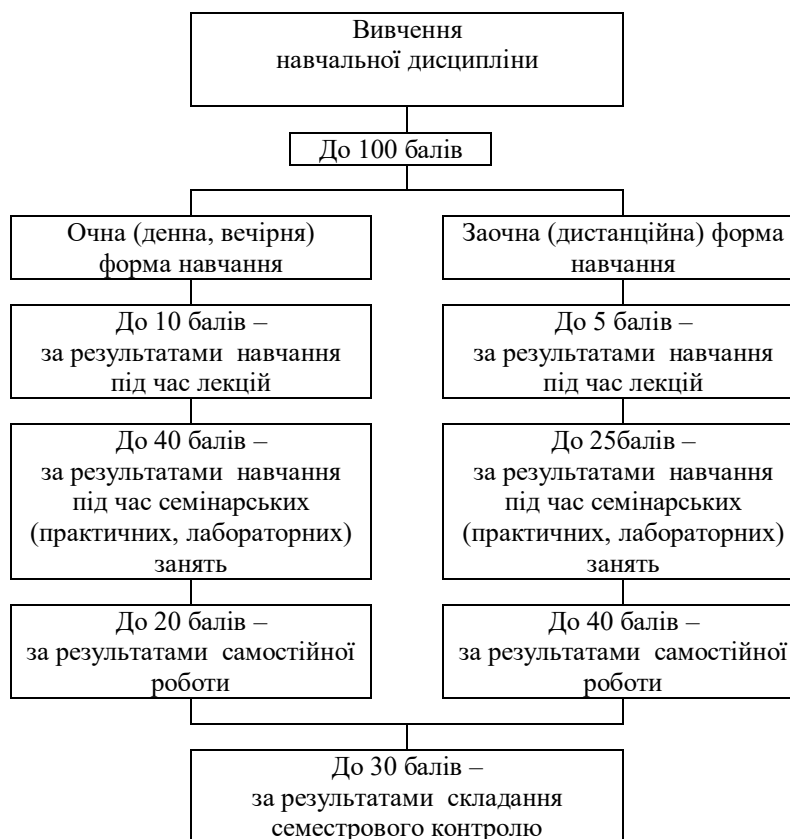 Вивчення
навчальної дисципліни
До 100 балів
Очна (денна, вечірня)
форма навчання
До 10 балів –
за результатами навчання
під час лекцій
До 40 балів –
за результатами навчання
під час семінарських
(практичних, лабораторних)
занять
До 20 балів –
за результатами самостійної
роботи
Заочна (дистанційна) форма
навчання
До 5 балів –
за результатами навчання
під час лекцій
До 25балів –
за результатами навчання
під час семінарських
(практичних, лабораторних)
занять
До 40 балів –
за результатами самостійної
роботи
До 30 балів –
за результатами складання
семестрового контролю